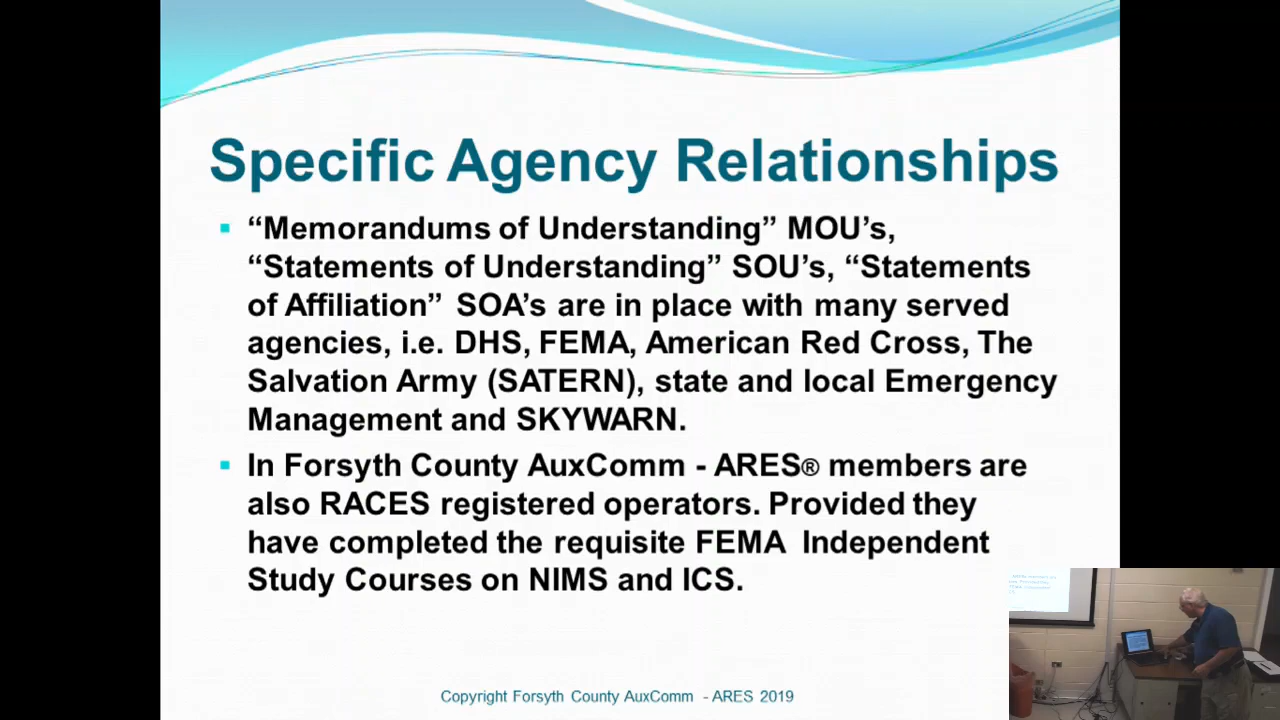 Specific Agency Relationships
▪ “Memorandums of Understanding” MOU’s,
“Statements of Understanding” SOU’s, “Statements
of Affiliation” SOA’s are in place with many served
agencies, i.e. DHS, FEMA, American Red Cross, The
Salvation Army (SATERN), state and local Emergency
Management and SKYWARN.
▪ In Forsyth County AuxComm - ARES® members are
also RACES registered operators. Provided they
have completed the requisite FEMA Independent
Study Courses on NIMS and ICS.
Copyright Forsyth County AuxComm - ARES 2019